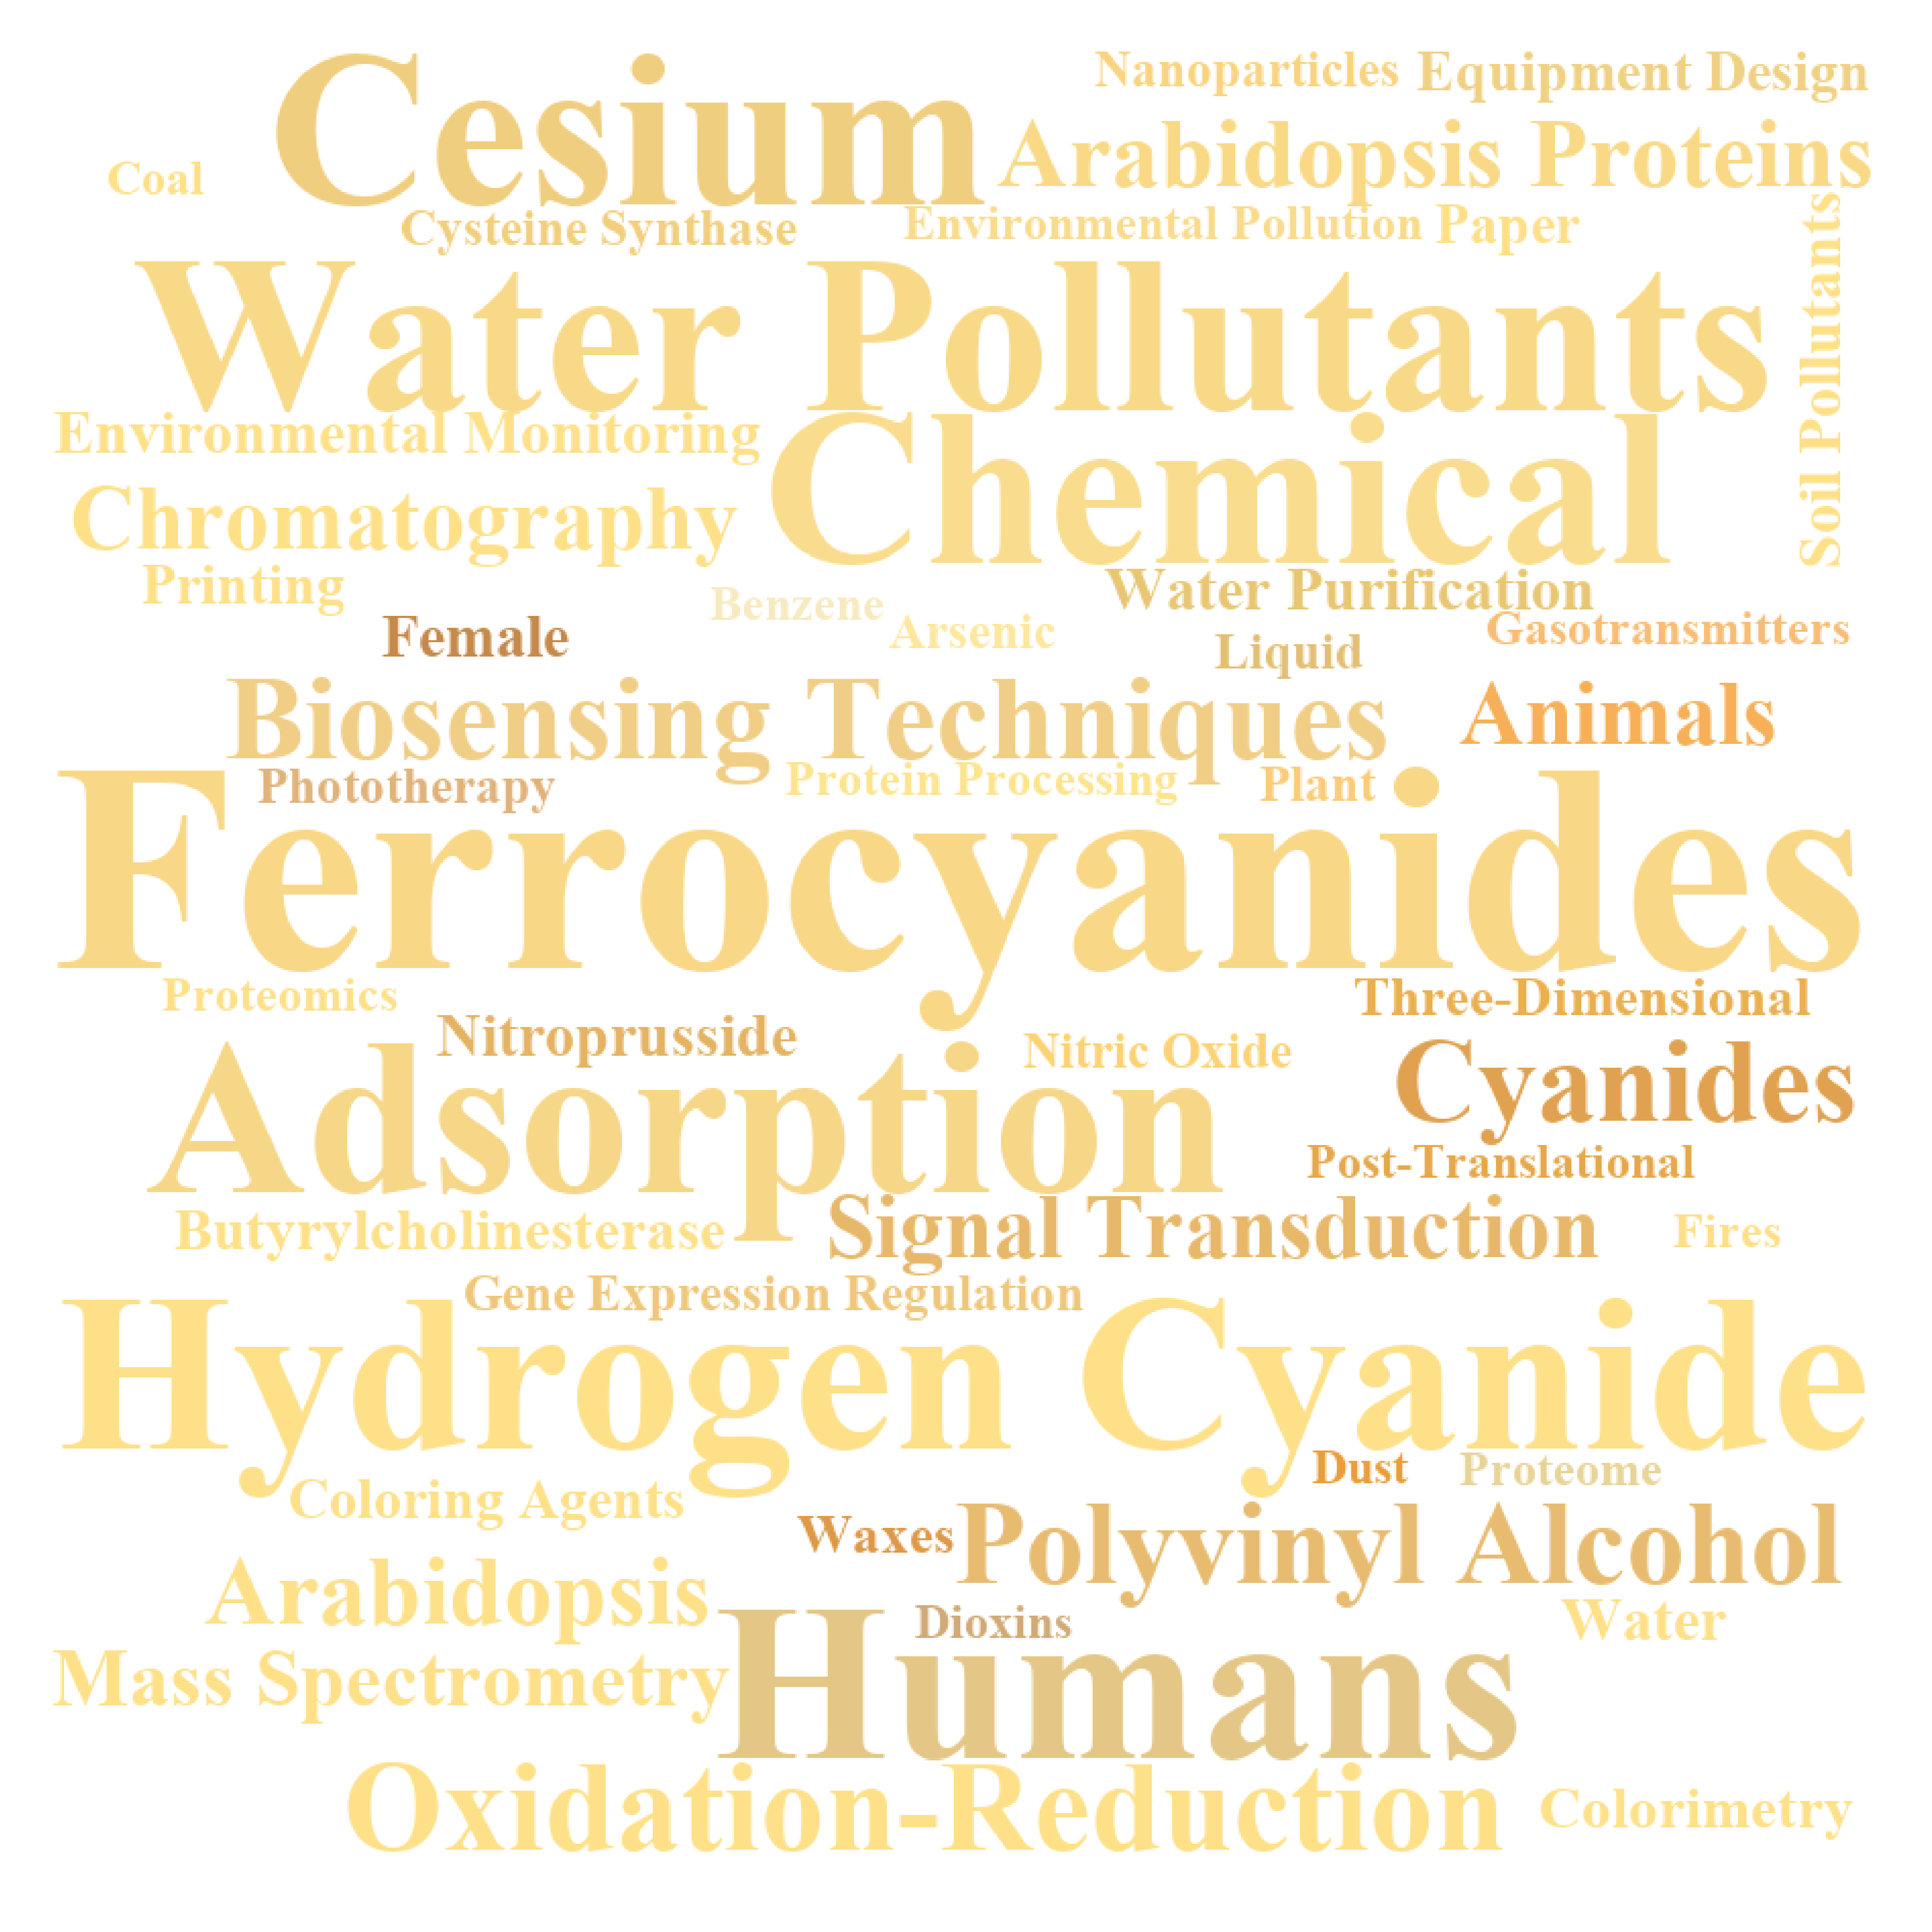 Cesium
Nanoparticles
Equipment Design
Arabidopsis Proteins
Coal
Cysteine Synthase
Environmental Pollution
Paper
Soil Pollutants
Water Pollutants
Environmental Monitoring
Chemical
Chromatography
Printing
Benzene
Water Purification
Female
Arsenic
Liquid
Gasotransmitters
Biosensing Techniques
Animals
Phototherapy
Protein Processing
Plant
Ferrocyanides
Proteomics
Three-Dimensional
Nitroprusside
Nitric Oxide
Cyanides
Adsorption
Post-Translational
Butyrylcholinesterase
Signal Transduction
Fires
Gene Expression Regulation
Hydrogen Cyanide
Dust
Proteome
Coloring Agents
Waxes
Polyvinyl Alcohol
Arabidopsis
Dioxins
Water
Mass Spectrometry
Humans
Oxidation-Reduction
Colorimetry